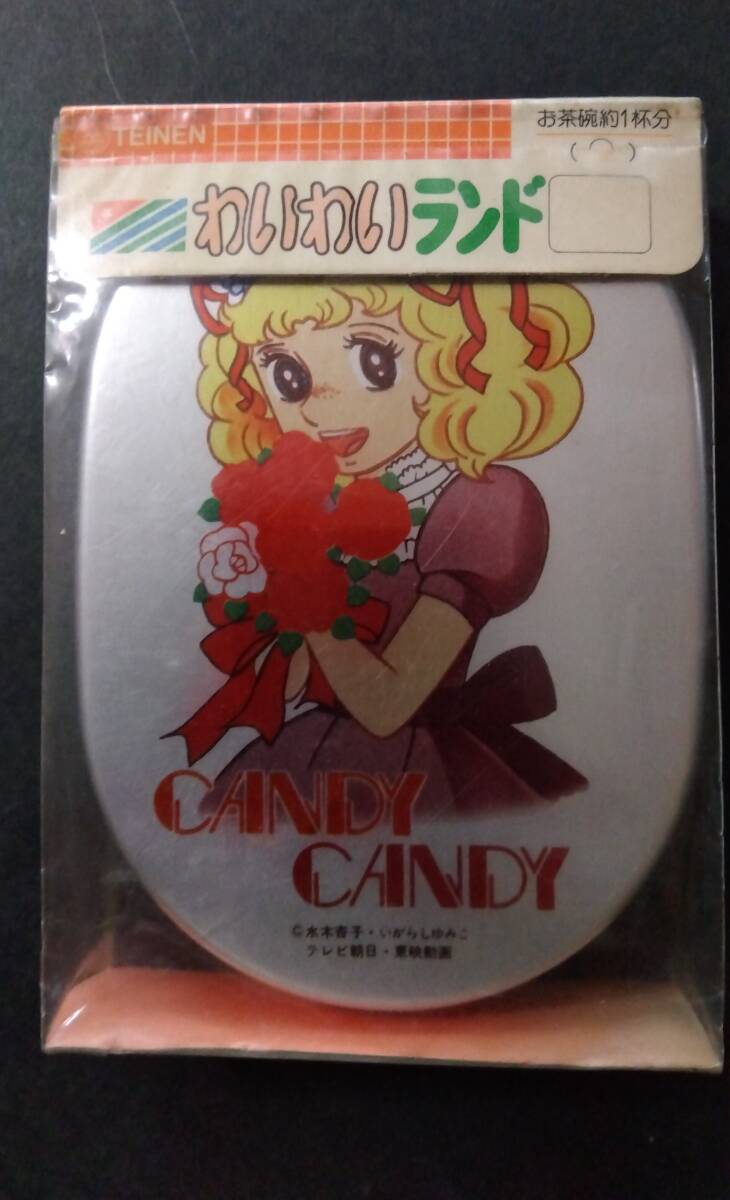 TEINEN
お茶碗約1杯分
( )
わいわいランド
CANDY
CANDY
©水木杏子・いがらしゆみこ
テレビ朝日・東映動画